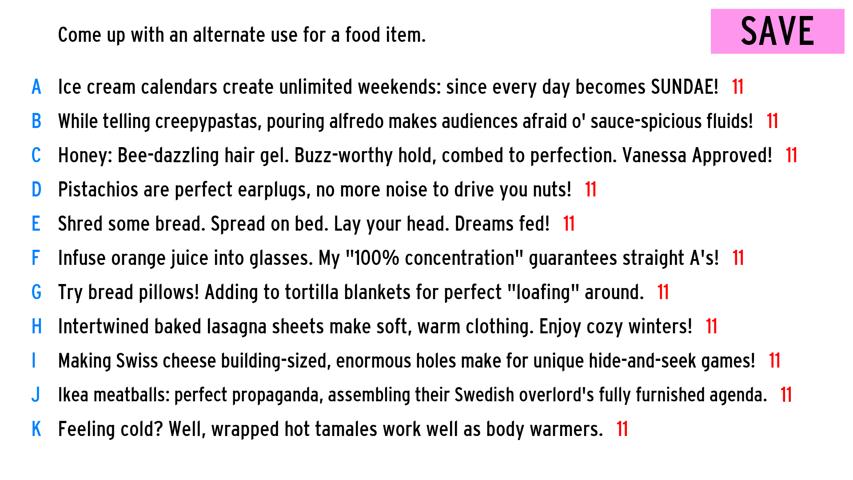 Come up with an alternate use for a food item.
SAVE
A Ice cream calendars create unlimited weekends: since every day becomes SUNDAE! 11
B While telling creepypastas, pouring alfredo makes audiences afraid o' sauce-spicious fluids! 11
C Honey: Bee-dazzling hair gel. Buzz-worthy hold, combed to perfection. Vanessa Approved! 11
D Pistachios are perfect earplugs, no more noise to drive you nuts! 11
E Shred some bread. Spread on bed. Lay your head. Dreams fed! 11
F Infuse orange juice into glasses. My "100% concentration" guarantees straight A's! 11
G Try bread pillows! Adding to tortilla blankets for perfect "loafing" around. 11
H Intertwined baked lasagna sheets make soft, warm clothing. Enjoy cozy winters! 11
I Making Swiss cheese building-sized, enormous holes make for unique hide-and-seek games! 11
J Ikea meatballs: perfect propaganda, assembling their Swedish overlord's fully furnished agenda. 11
K Feeling cold? Well, wrapped hot tamales work well as body warmers. 11